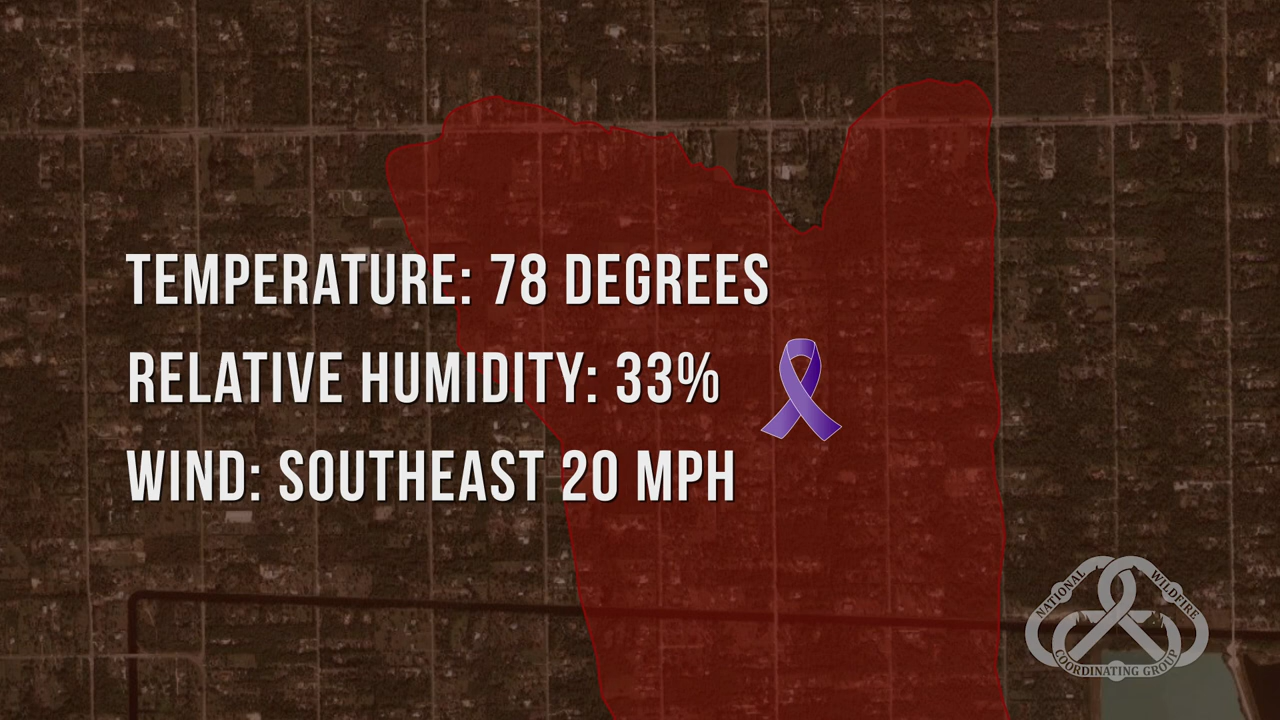 TEMPERATURE: 78 DEGREES
RELATIVE HUMIDITY: 33%
WIND: SOUTHEAST 20 MPH
NATIONAL WILDFIRE
COORDINATING GROUP